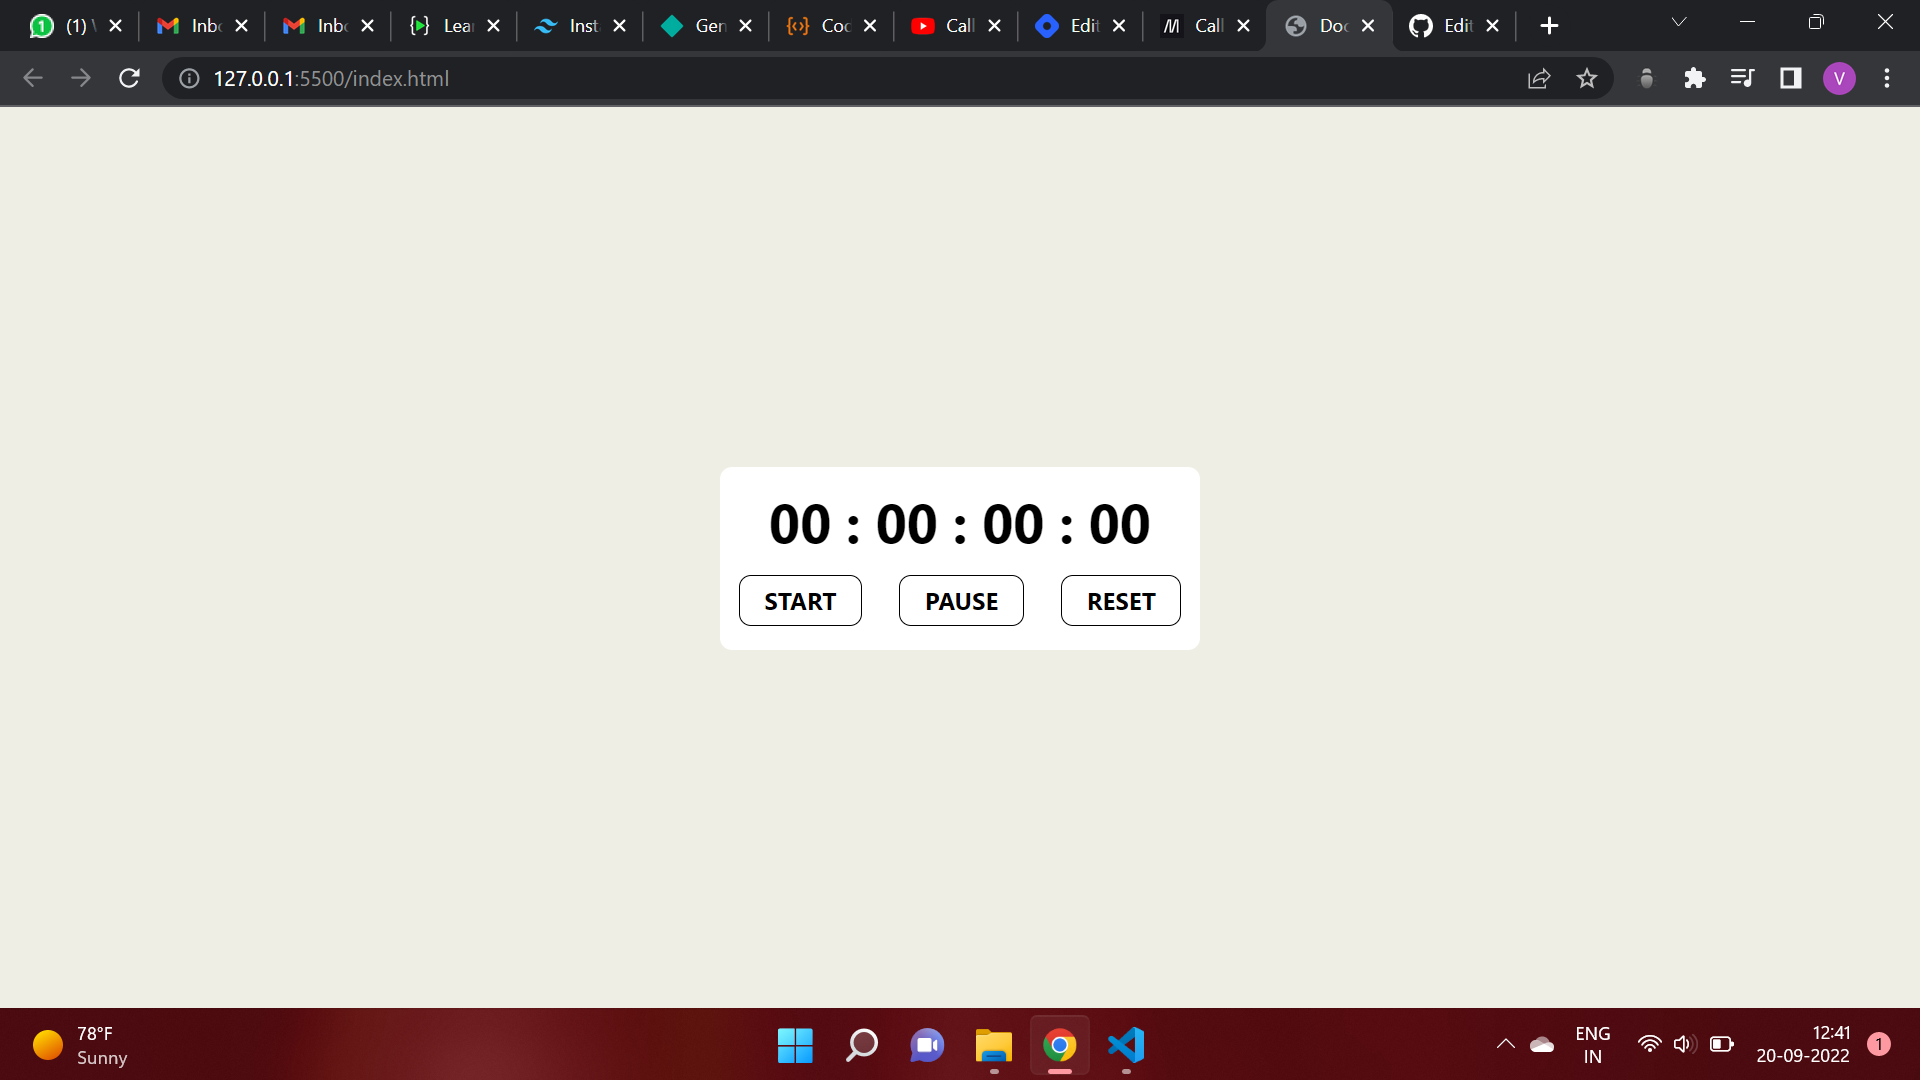 (1)
Inbc
Inbc
Lear
Inst
Gen
Coc
Call
Edit
Call
Doc
Edit
127.0.0.1:5500/index.html
V
00 : 00 : 00 : 00
START PAUSE RESET
78°F
Sunny
ENG
IN
12:41
20-09-2022
1